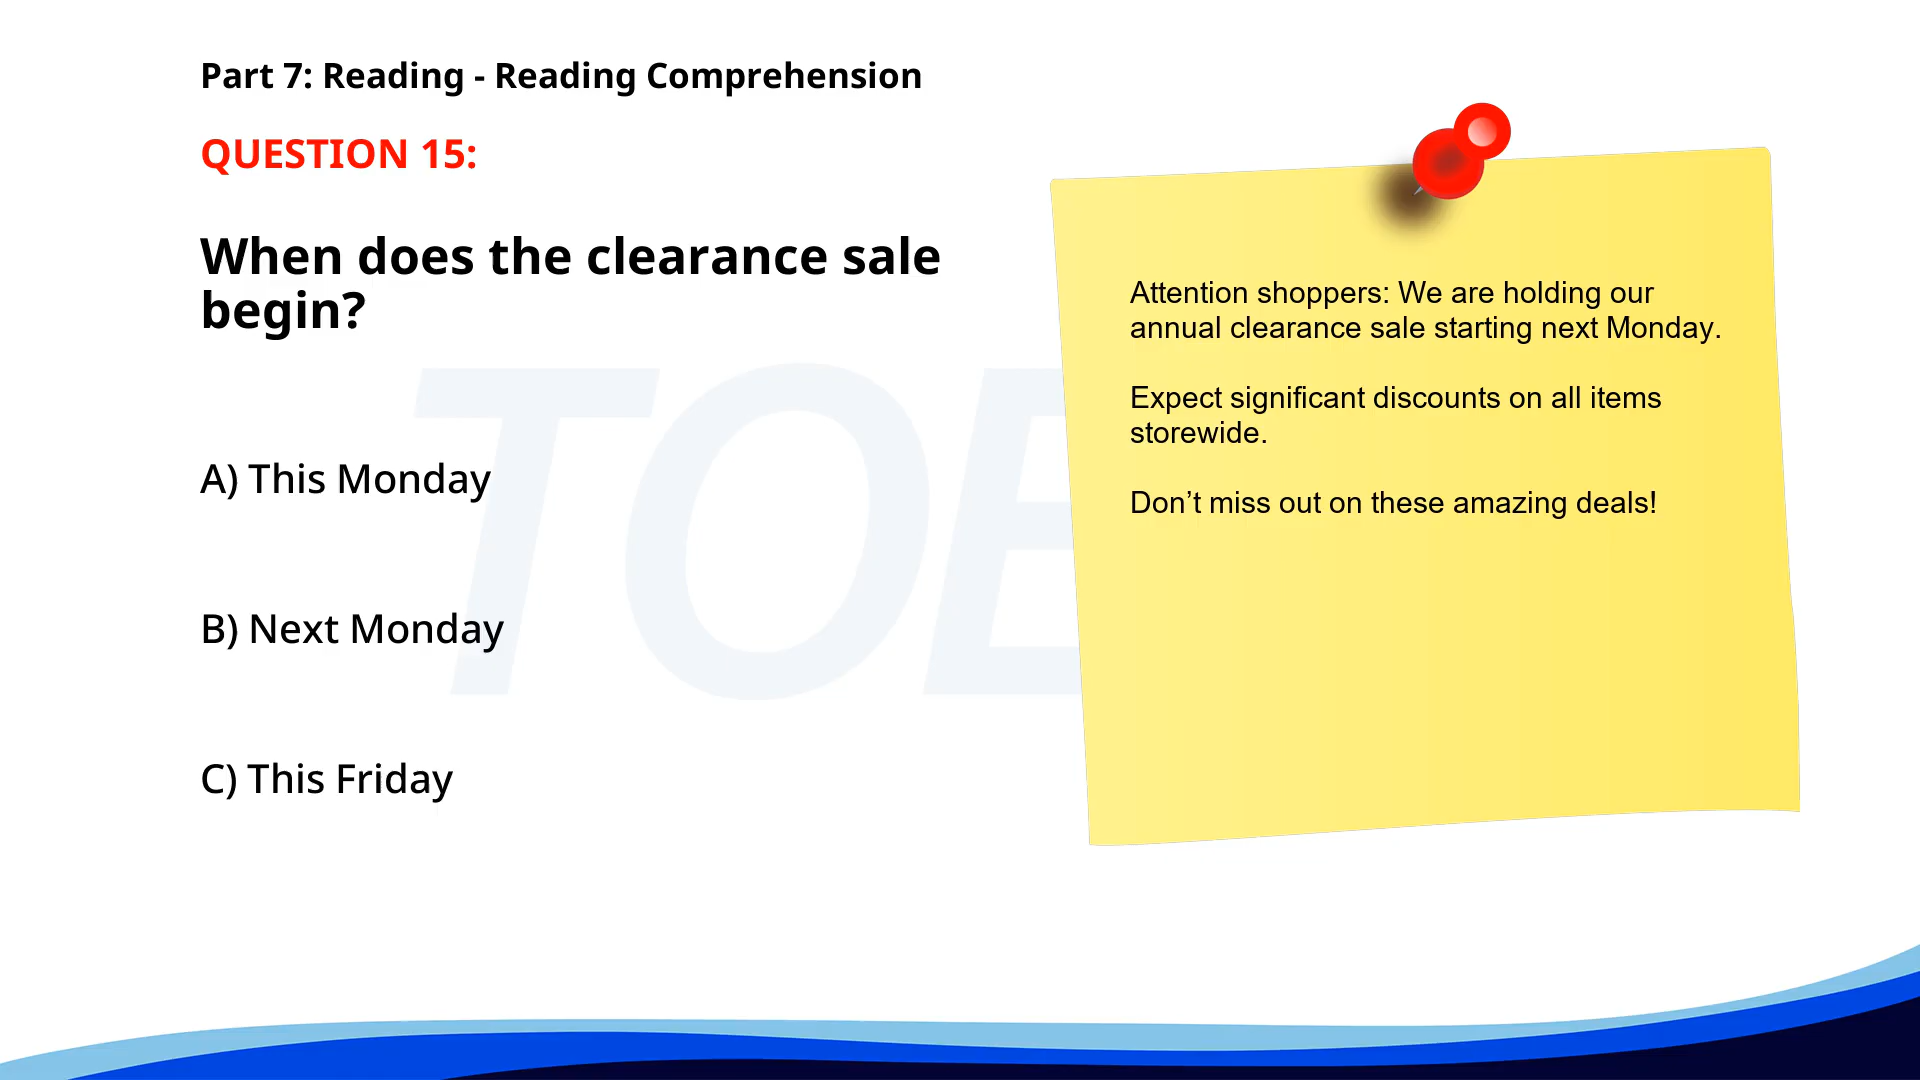 Part 7: Reading - Reading Comprehension
QUESTION 15:
When does the clearance sale
begin?
A) This Monday
B) Next Monday
C) This Friday
Attention shoppers: We are holding our
annual clearance sale starting next Monday.
Expect significant discounts on all items
storewide.
Don’t miss out on these amazing deals!
TOE